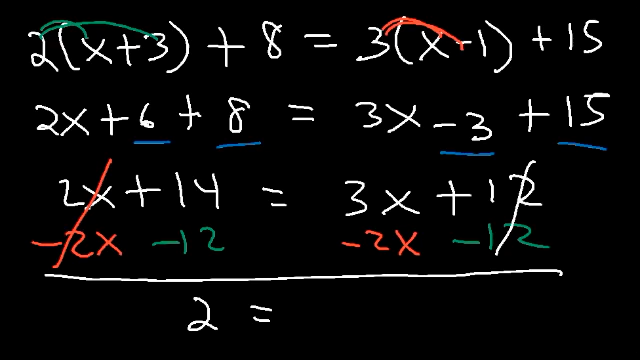 2(x+3) + 8 = 3(x-1) + 15
2x + 6 + 8 = 3x - 3 + 15
2x + 14 = 3x + 12
-2x -12 -2x -12
2 =